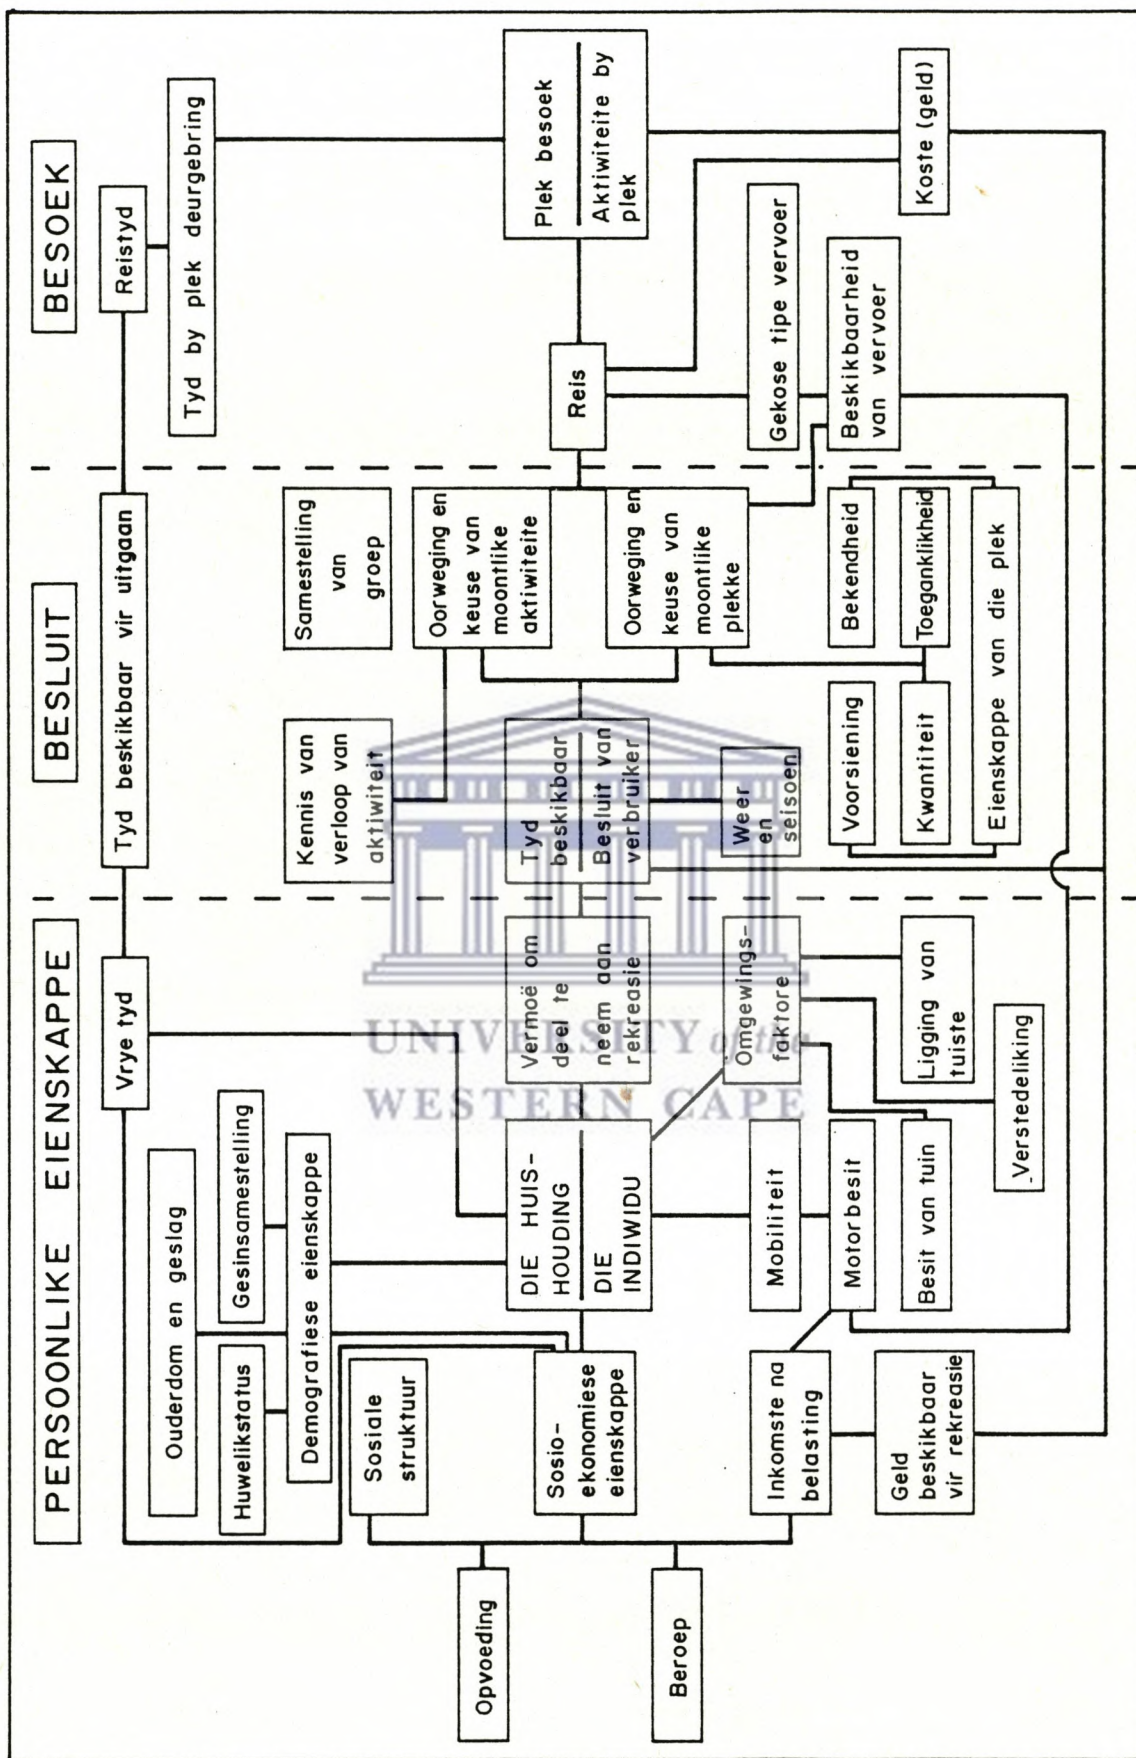 PERSOONLIKE EIENSKAPPE
BESLUIT
BESOEK
Vrye tyd
Tyd beskikbaar vir uitgaan
Reistyd
Tyd by plek deurgebring
Ouderdom en geslag
Huwelikstatus
Gesinsamestelling
Demografiese eienskappe
Sosiale
struktuur
Opvoeding
Beroep
Sosio-
ekonomiese
eienskappe
DIE HUIS-
HOUDING
DIE
INDIWIDU
Vermoë om
deel te
neem aan
rekreasie
Inkomste na
belasting
Geld
beskikbaar
vir rekreasie
Mobiliteit
Motorbesit
Besit van tuin
Omgewings-
faktore
Ligging van
tuiste
Verstedeliking
Kennis van
verloop van
aktiwiteit
Samestelling
van
groep
Tyd
beskikbaar
Besluit van
verbruiker
Weer
en
seisoen
Oorweging en
keuse van
moontlike
aktiwiteite
Oorweging en
keuse van
moontlike
plekke
Voorsiening
Bekendheid
Kwantiteit
Toeganklikheid
Eienskappe van die plek
Reis
Plek besoek
Aktiwiteite by
plek
Gekose tipe vervoer
Beskikbaarheid
van vervoer
Koste (geld)
UNIVERSITY of the
WESTERN CAPE